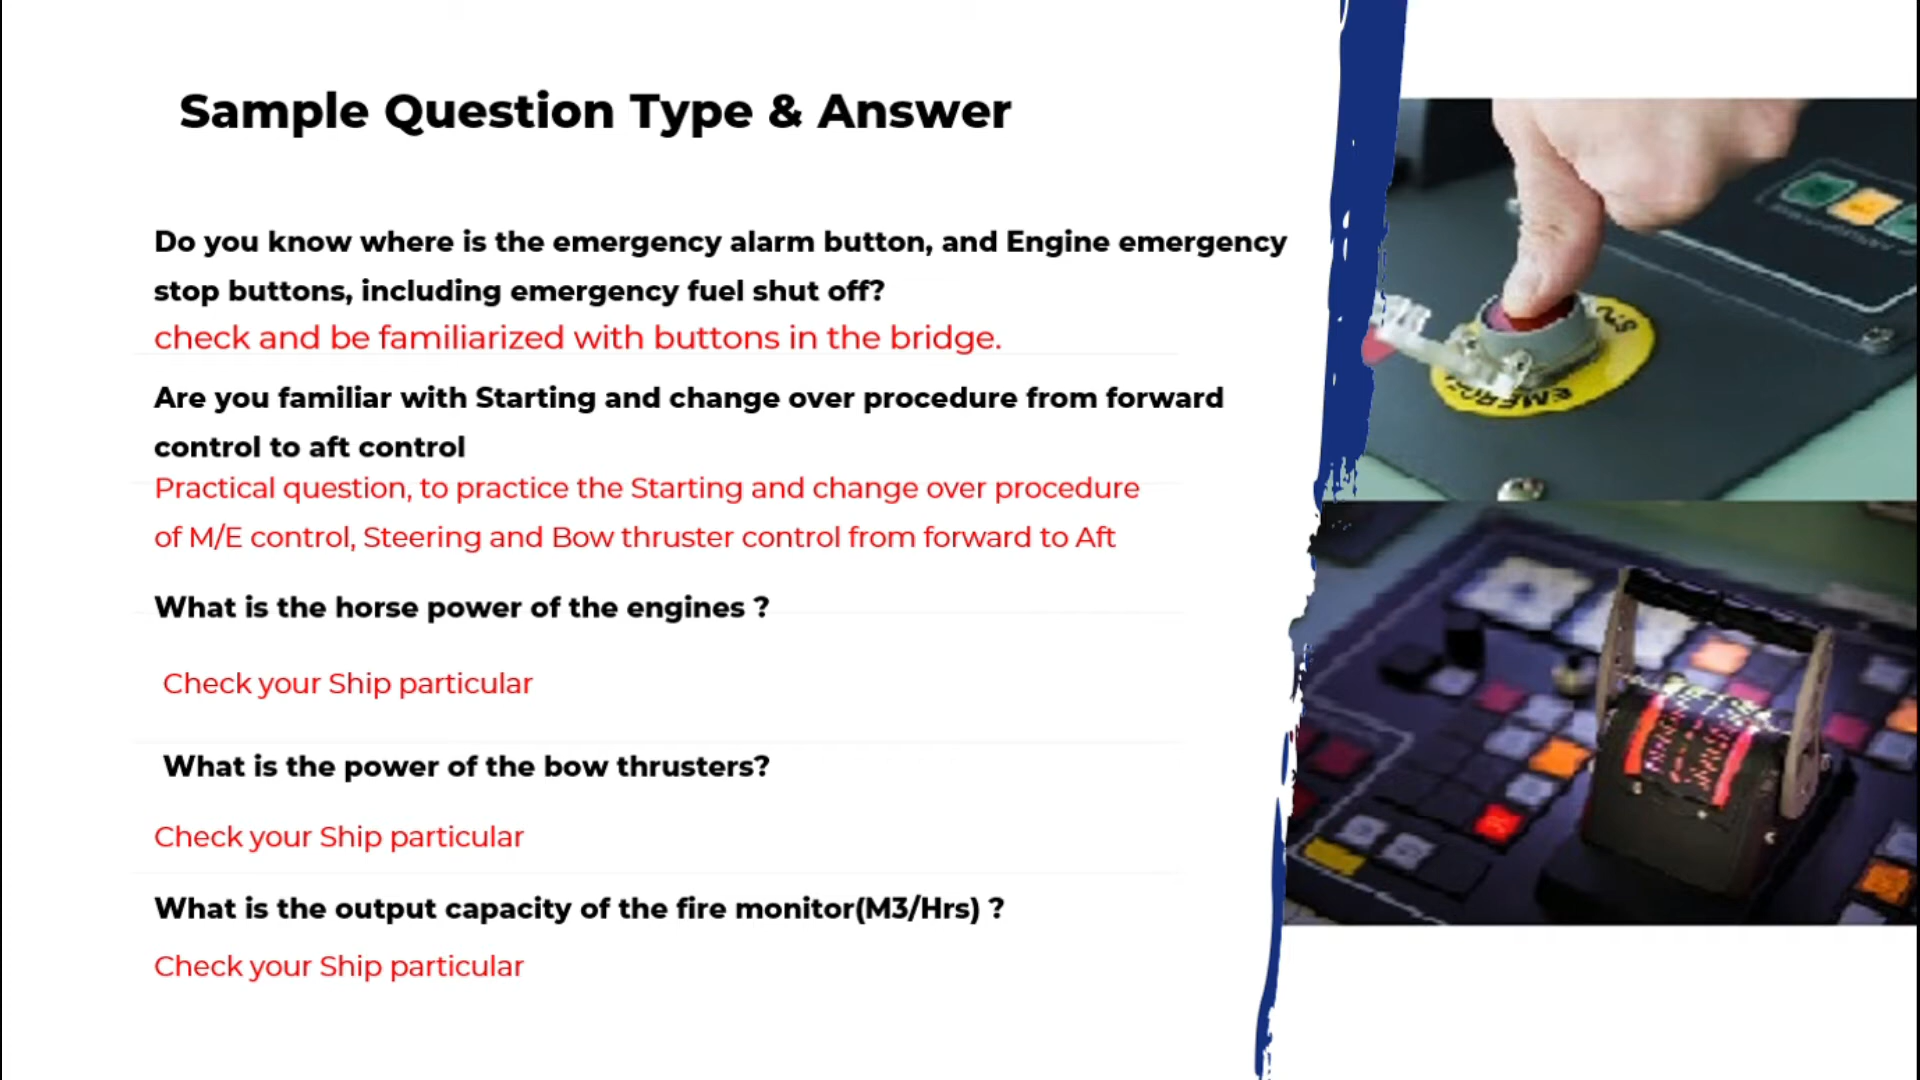 Sample Question Type & Answer
Do you know where is the emergency alarm button, and Engine emergency
stop buttons, including emergency fuel shut off?
check and be familiarized with buttons in the bridge.
Are you familiar with Starting and change over procedure from forward
control to aft control
Practical question, to practice the Starting and change over procedure
of M/E control, Steering and Bow thruster control from forward to Aft
What is the horse power of the engines ?
Check your Ship particular
What is the power of the bow thrusters?
Check your Ship particular
What is the output capacity of the fire monitor(M3/Hrs) ?
Check your Ship particular